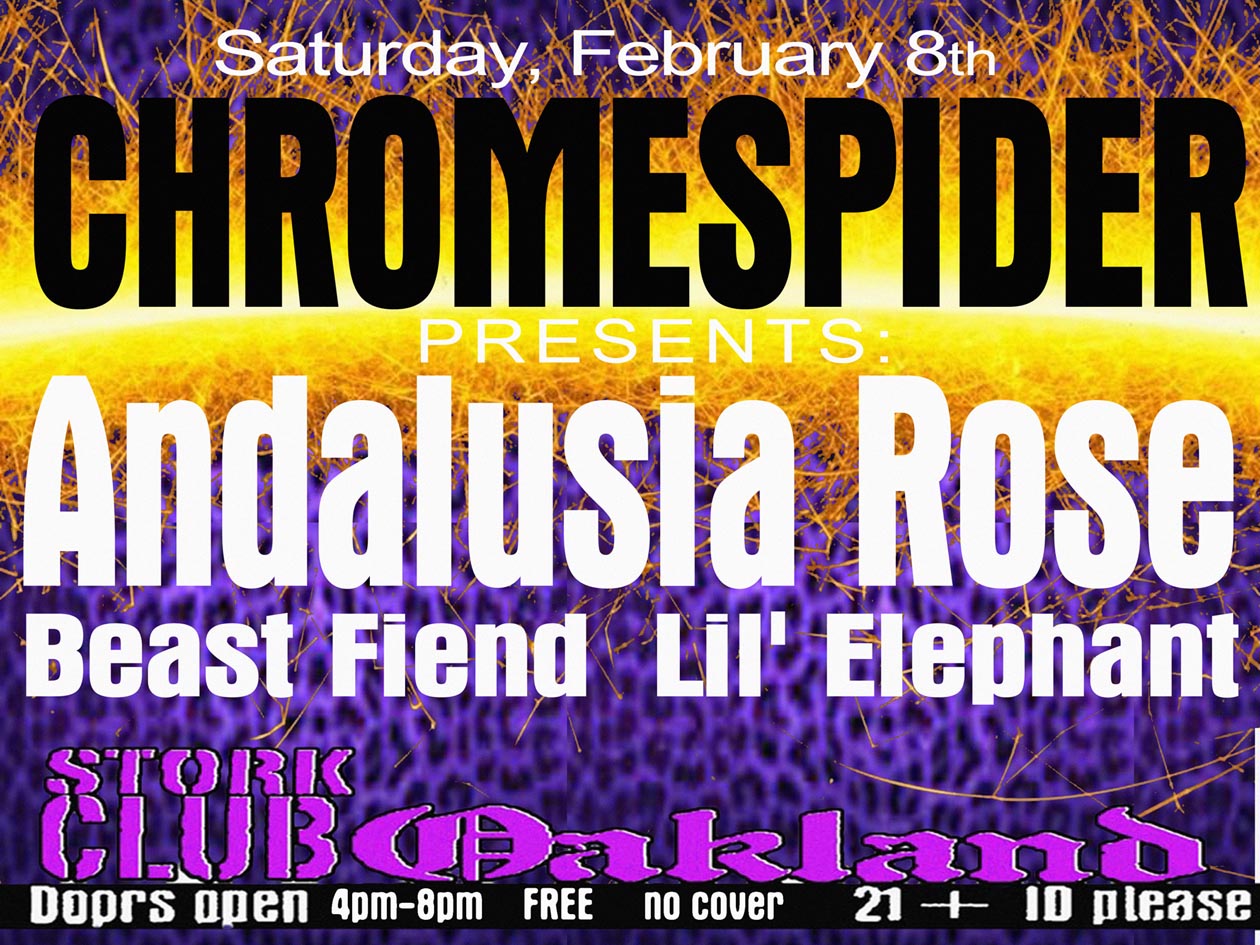 Saturday, February 8th
CHROMESPIDER
PRESENTS:
Andalusia Rose
Beast Fiend Lil' Elephant
STORK
CLUB Oakland
Doors open 4pm-8pm FREE no cover 21 + ID please